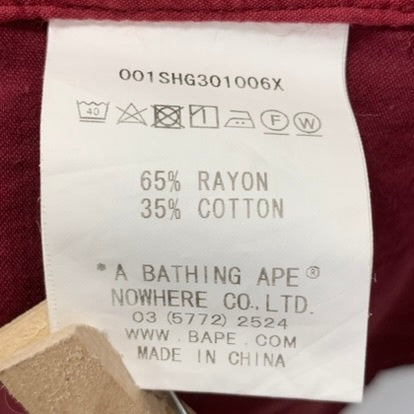 001SHG301006X
40
F W
65% RAYON
35% COTTON
*A BATHING APE®
NOWHERE CO.,LTD.
03 (5772) 2524
WWW.BAPE.COM
MADE IN CHINA